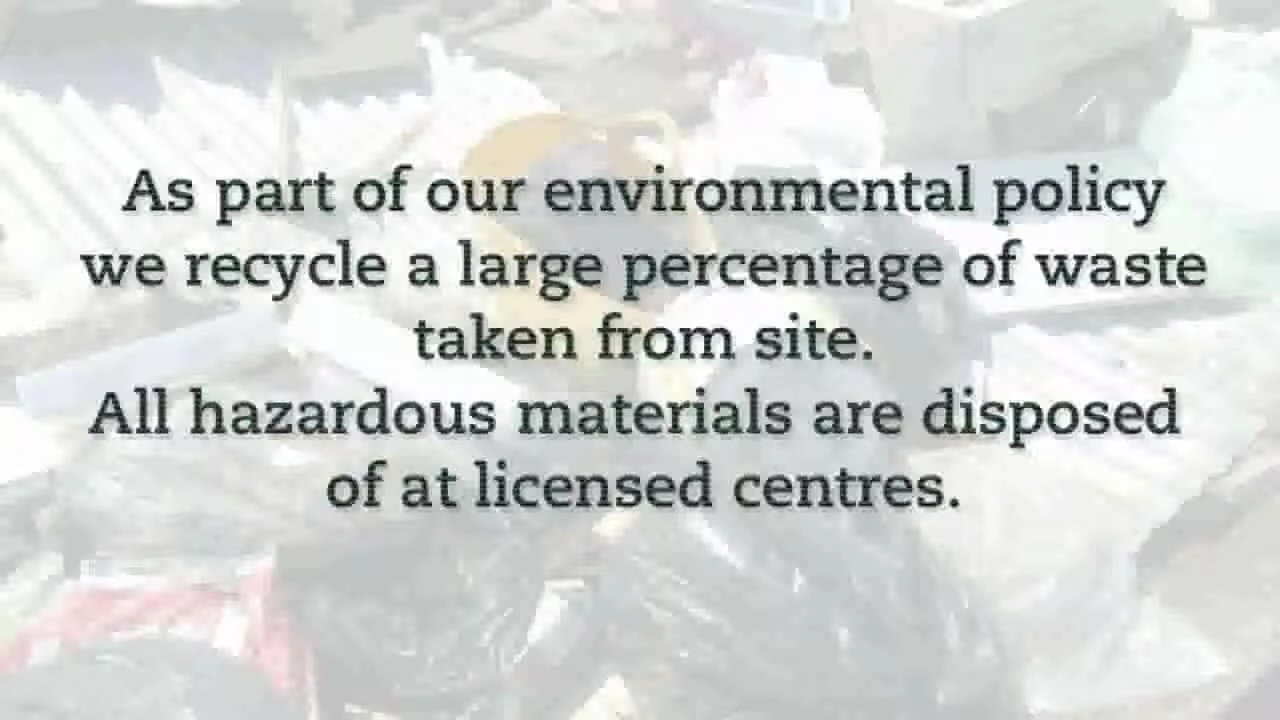 As part of our environmental policy
we recycle a large percentage of waste
taken from site.
All hazardous materials are disposed
of at licensed centres.